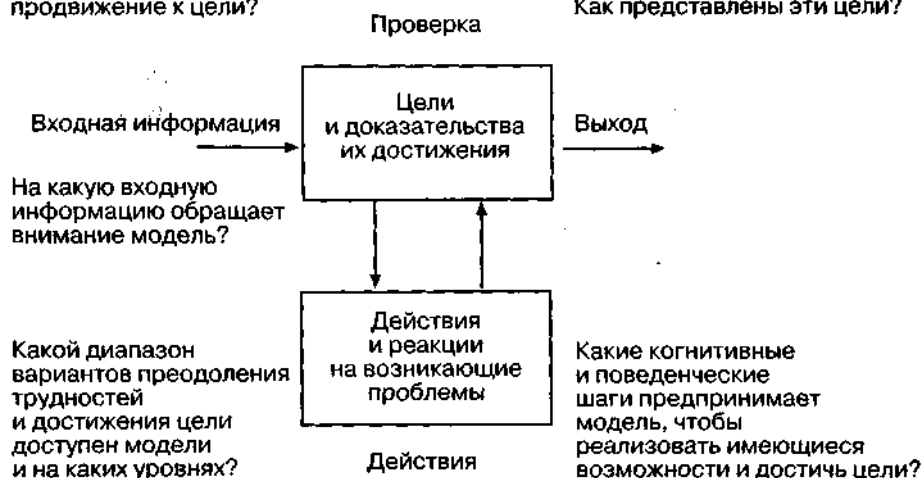 продвижение к цели?
Как представлены эти цели?
Проверка
Цели
и доказательства
их достижения
Входная информация
Выход
На какую входную
информацию обращает
внимание модель?
Действия
и реакции
на возникающие
проблемы
Какой диапазон
вариантов преодоления
трудностей
и достижения цели
доступен модели
и на каких уровнях?
Какие когнитивные
и поведенческие
шаги предпринимает
модель, чтобы
реализовать имеющиеся
возможности и достичь цели?
Действия